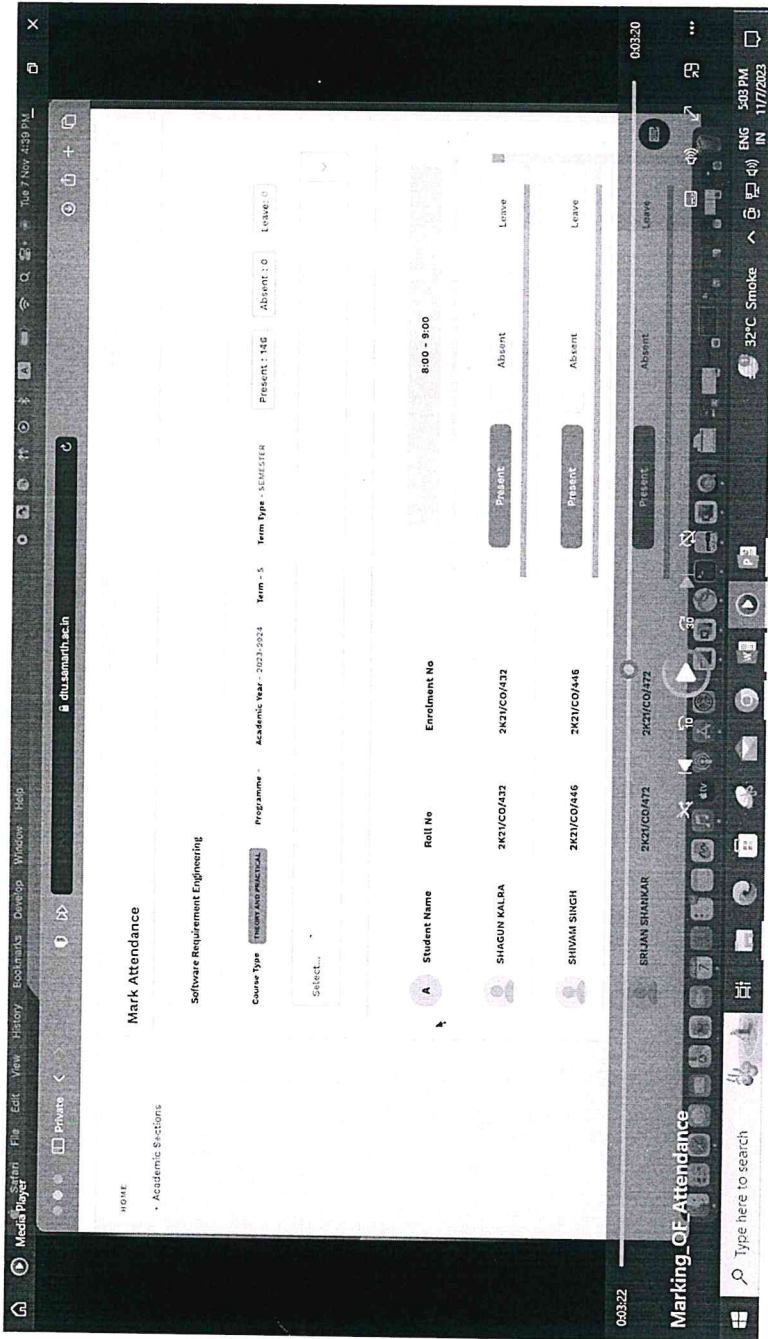 Media Player
Safari File Edit View History Bookmarks Develop Window Help
Tue 7 Nov 4:39 PM
Private
dtu.samarth.ac.in
HOME
• Academic Sections
Mark Attendance
Software Requirement Engineering
Course Type THEORY AND PRACTICAL Programme - Academic Year - 2023-2024 Term - 5 Term Type - SEMESTER Present : 146 Absent : 0 Leave: 0
Select...
A Student Name Roll No Enrolment No 8:00 - 9:00
SHAGUN KALRA 2K21/CO/432 2K21/CO/432 Present Absent Leave
SHIVAM SINGH 2K21/CO/446 2K21/CO/446 Present Absent Leave
SRIJAN SHANKAR 2K21/CO/472 2K21/CO/472 Present Absent Leave
0:03:22 0:03:20
Marking_OF_Attendance
10 30
Type here to search
32°C Smoke
ENG
IN
5:03 PM
11/7/2023